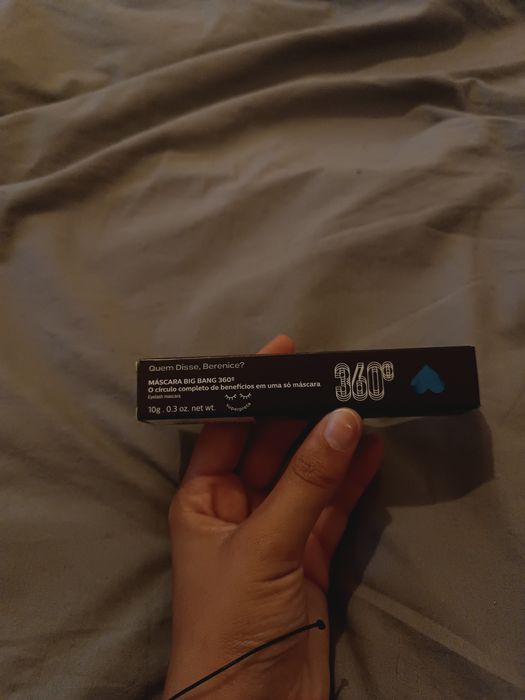 Quem Disse, Berenice?
MÁSCARA BIG BANG 360º
O círculo completo de benefícios em uma só máscara
Eyelash mascara
10g . 0.3 oz. net wt.
superpreto
360º